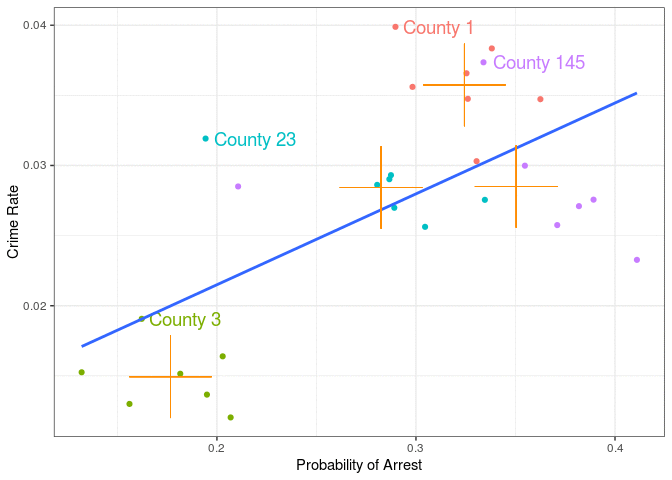 0.04
County 1
County 145
County 23
0.03
Crime Rate
0.02
County 3
0.2
0.3
0.4
Probability of Arrest